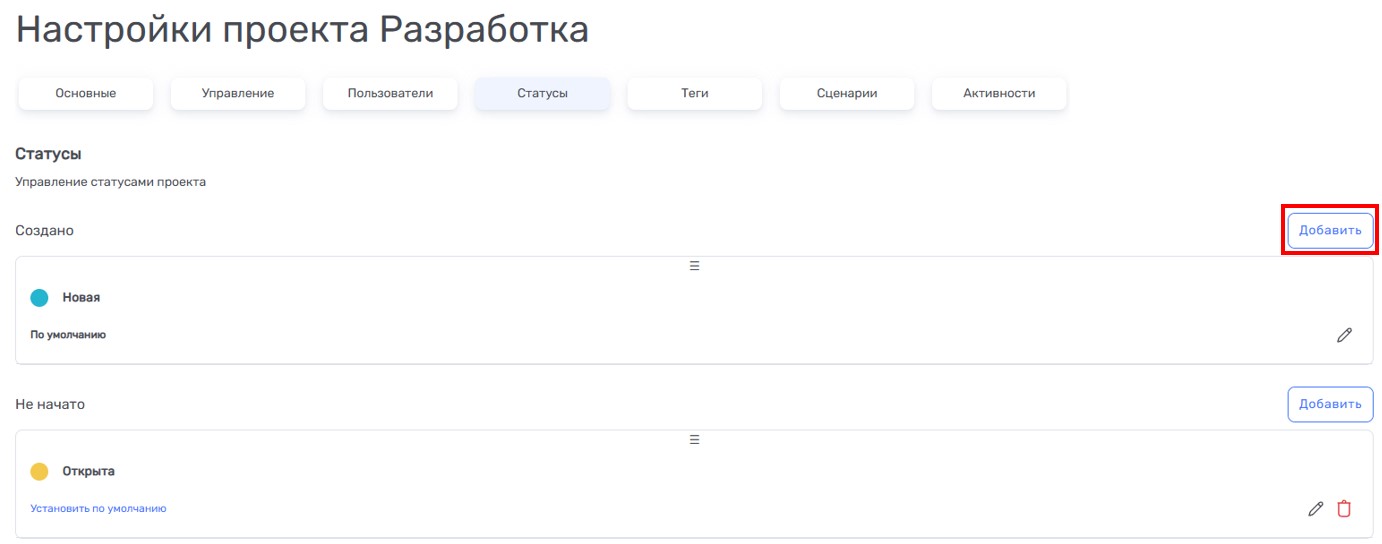 Настройки проекта Разработка
Основные Управление Пользователи Статусы Теги Сценарии Активности
Статусы
Управление статусами проекта
Создано Добавить
Новая
По умолчанию
Не начато Добавить
Открыта
Установить по умолчанию